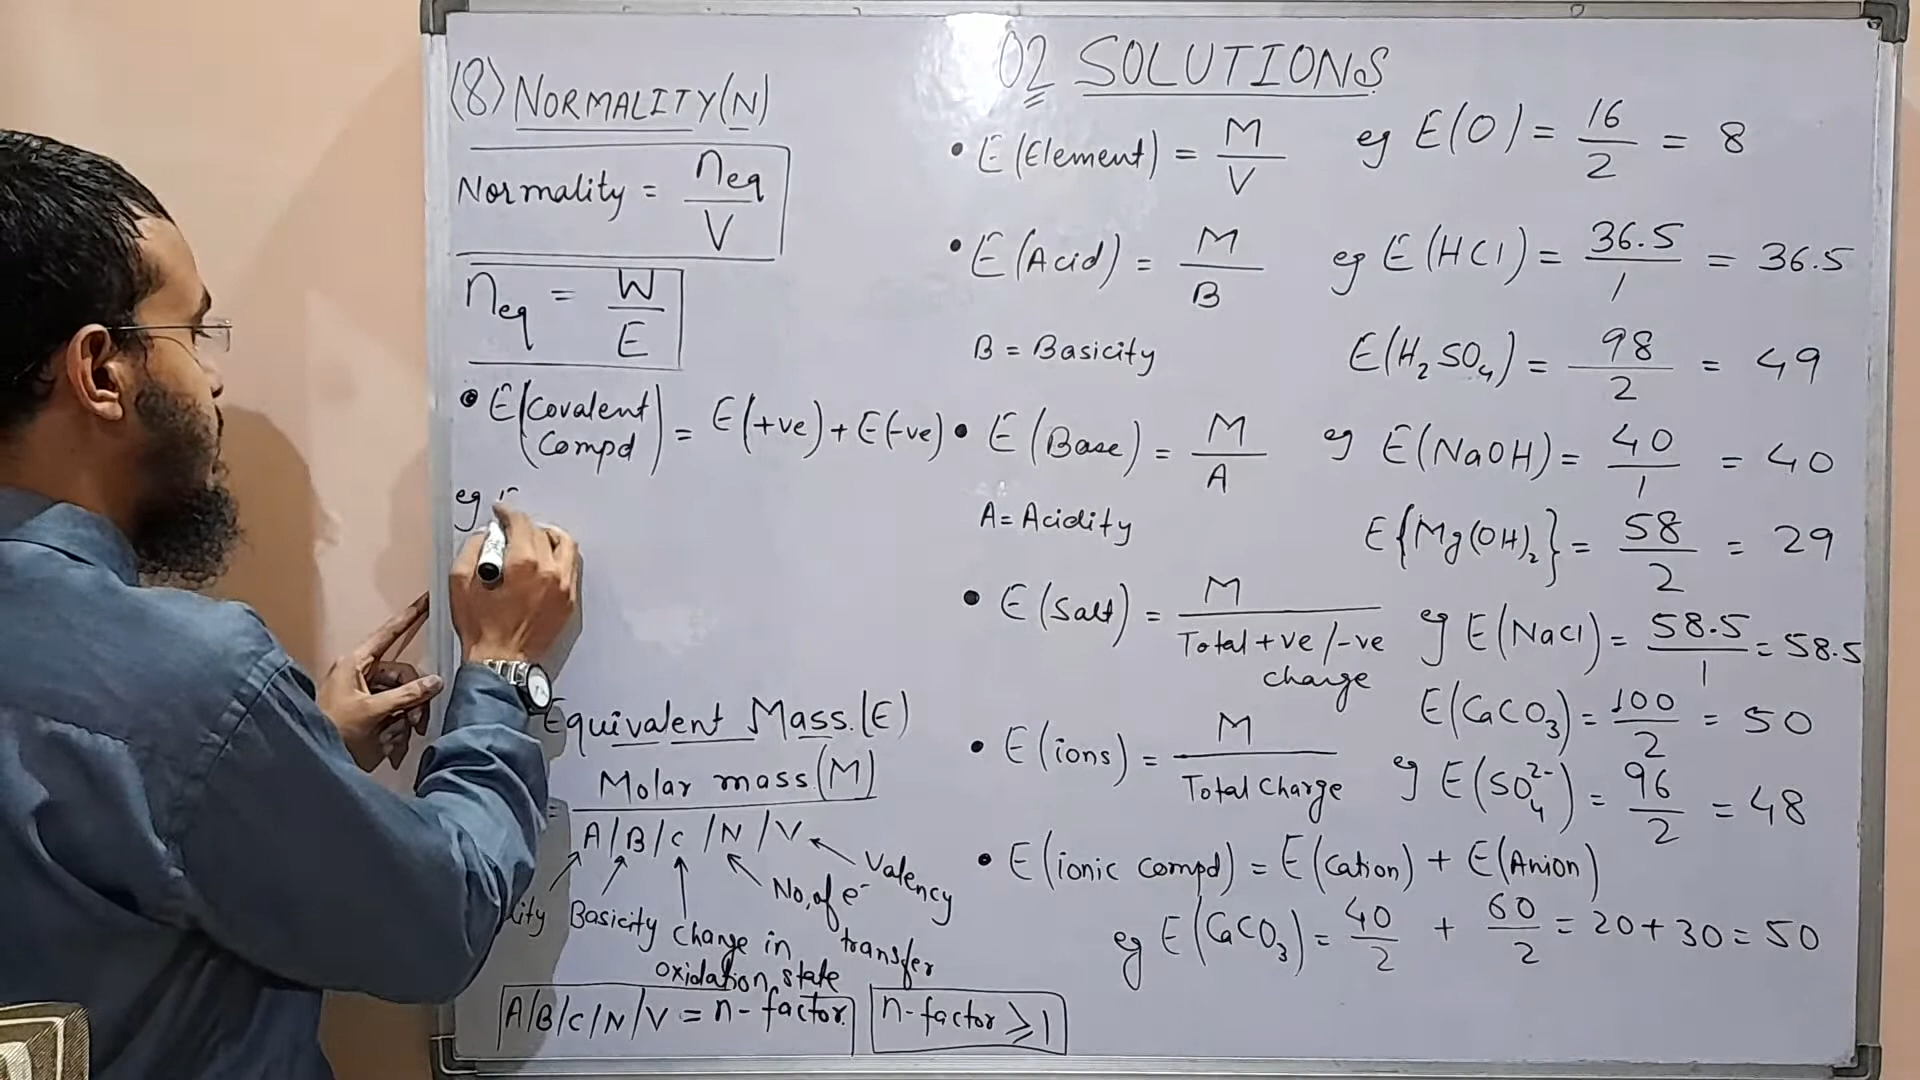 02 SOLUTIONS
(8) NORMALITY (N)
Normality = neq / V
neq = W / E
• E (Covalent Compd) = E(+ve) + E(-ve)
eg
Equivalent Mass. (E)
= Molar mass. (M) / A/B/C/N/V
Valency
No. of e⁻ transfer
lity Basicity Change in oxidation state
A/B/C/N/V = n-factor.
n-factor ⩾ 1
• E (Element) = M / V eg E(O) = 16 / 2 = 8
• E (Acid) = M / B eg E(HCl) = 36.5 / 1 = 36.5
B = Basicity E(H₂SO₄) = 98 / 2 = 49
• E (Base) = M / A eg E(NaOH) = 40 / 1 = 40
A = Acidity E{Mg(OH)₂} = 58 / 2 = 29
• E (Salt) = M / Total +ve/-ve charge eg E(NaCl) = 58.5 / 1 = 58.5
E(CaCO₃) = 100 / 2 = 50
• E (ions) = M / Total Charge eg E(SO₄²⁻) = 96 / 2 = 48
• E (ionic compd) = E(Cation) + E(Anion)
eg E(CaCO₃) = 40 / 2 + 60 / 2 = 20 + 30 = 50